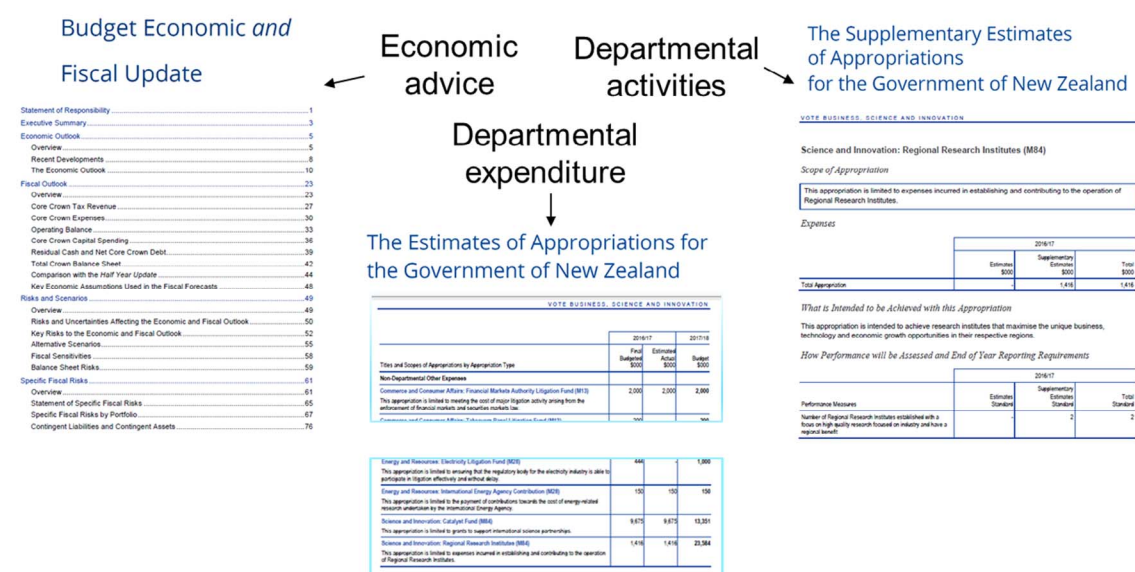 Budget Economic and
Fiscal Update
Statement of Responsibility 1
Executive Summary 3
Economic Outlook 5
Overview 5
Recent Developments 8
The Economic Outlook 10
Fiscal Outlook 23
Overview 23
Core Crown Tax Revenue 27
Core Crown Expenses 30
Operating Balance 33
Core Crown Capital Spending 36
Residual Cash and Net Core Crown Debt 39
Total Crown Balance Sheet 42
Comparison with the Half Year Update 44
Key Economic Assumptions Used in the Fiscal Forecasts 48
Risks and Scenarios 49
Overview 49
Risks and Uncertainties Affecting the Economic and Fiscal Outlook 50
Key Risks to the Economic and Fiscal Outlook 52
Alternative Scenarios 55
Fiscal Sensitivities 58
Balance Sheet Risks 59
Specific Fiscal Risks 61
Overview 61
Statement of Specific Fiscal Risks 65
Specific Fiscal Risks by Portfolio 67
Contingent Liabilities and Contingent Assets 76
Economic
advice
Departmental
activities
Departmental
expenditure
The Estimates of Appropriations for
the Government of New Zealand
VOTE BUSINESS, SCIENCE AND INNOVATION
2016/17 2017/18
Titles and Scopes of Appropriations by Appropriation Type Final Budgeted $000 Estimated Actual $000 Budget $000
Non-Departmental Other Expenses
Commerce and Consumer Affairs: Financial Markets Authority Litigation Fund (M13) 2,000 2,000 2,000
This appropriation is limited to meeting the cost of major litigation activity arising from the
enforcement of financial markets and securities markets law.
Energy and Resources: Electricity Litigation Fund (M28) 444 - 1,000
This appropriation is limited to ensuring that the regulatory body for the electricity industry is able to
participate in litigation effectively and without delay.
Energy and Resources: International Energy Agency Contribution (M28) 150 150 150
This appropriation is limited to the payment of contributions towards the cost of energy-related
research undertaken by the International Energy Agency.
Science and Innovation: Catalyst Fund (M84) 9,675 9,675 13,351
This appropriation is limited to grants to support international science partnerships.
Science and Innovation: Regional Research Institutes (M84) 1,416 1,416 23,584
This appropriation is limited to expenses incurred in establishing and contributing to the operation
of Regional Research Institutes.
The Supplementary Estimates
of Appropriations
for the Government of New Zealand
VOTE BUSINESS, SCIENCE AND INNOVATION
Science and Innovation: Regional Research Institutes (M84)
Scope of Appropriation
This appropriation is limited to expenses incurred in establishing and contributing to the operation of
Regional Research Institutes.
Expenses
2016/17
Estimates $000 Supplementary Estimates $000 Total $000
Total Appropriation - 1,416 1,416
What is Intended to be Achieved with this Appropriation
This appropriation is intended to achieve research institutes that maximise the unique business,
technology and economic growth opportunities in their respective regions.
How Performance will be Assessed and End of Year Reporting Requirements
2016/17
Performance Measures Estimates Standard Supplementary Estimates Standard Total Standard
Number of Regional Research Institutes established with a
focus on high quality research focused on industry and have a
regional benefit - 2 2